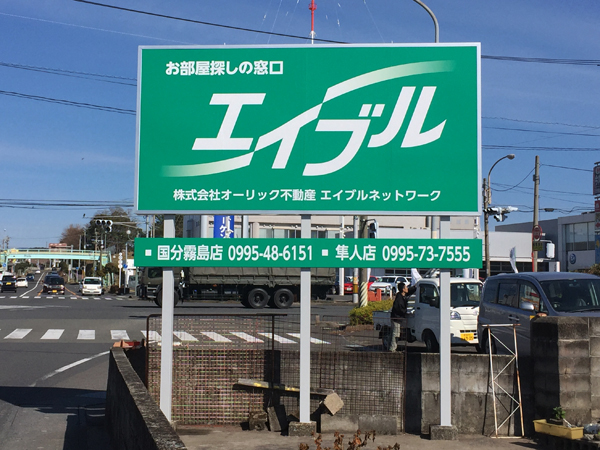 お部屋探しの窓口
エイブル
株式会社オーリック不動産 エイブルネットワーク
▪国分霧島店 0995-48-6151 ▪隼人店 0995-73-7555